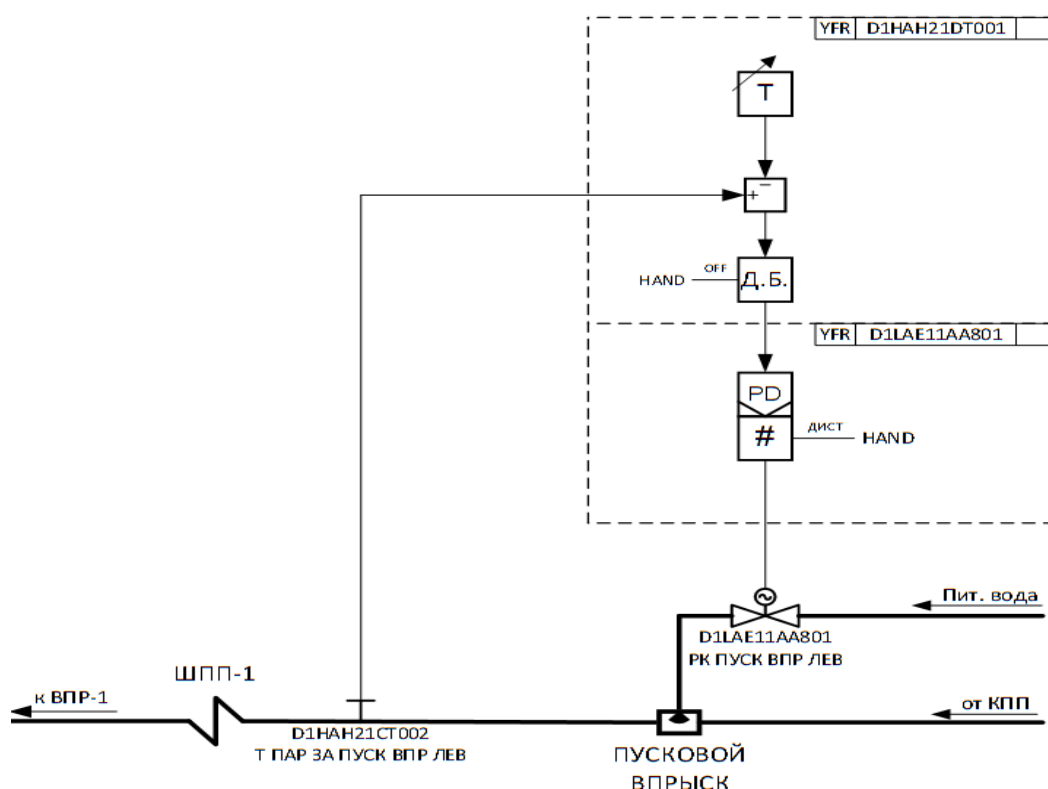 YFR D1HAH21DT001
T
+ −
HAND OFF Д.Б.
YFR D1LAE11AA801
PD
# ДИСТ HAND
Пит. вода
D1LAE11AA801
РК ПУСК ВПР ЛЕВ
ШПП-1
к ВПР-1
от КПП
D1HAH21CT002
Т ПАР ЗА ПУСК ВПР ЛЕВ
ПУСКОВОЙ
ВПРЫСК